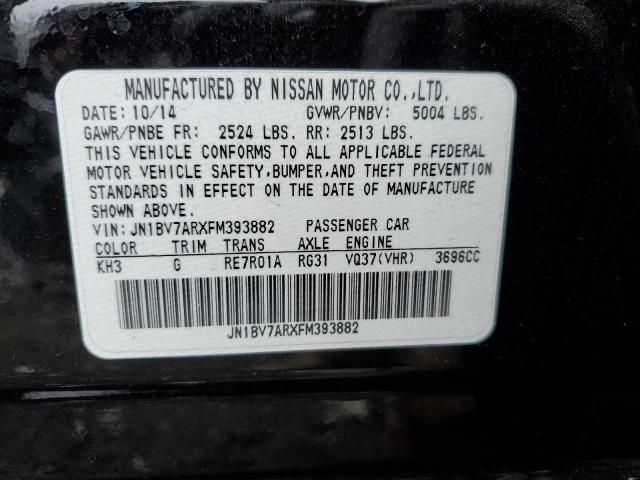 MANUFACTURED BY NISSAN MOTOR CO.,LTD.
DATE: 10/14 GVWR/PNBV: 5004 LBS.
GAWR/PNBE FR: 2524 LBS. RR: 2513 LBS.
THIS VEHICLE CONFORMS TO ALL APPLICABLE FEDERAL
MOTOR VEHICLE SAFETY,BUMPER,AND THEFT PREVENTION
STANDARDS IN EFFECT ON THE DATE OF MANUFACTURE
SHOWN ABOVE.
VIN: JN1BV7ARXFM393882 PASSENGER CAR
COLOR TRIM TRANS AXLE ENGINE
KH3 G RE7R01A RG31 VQ37(VHR) 3696CC
JN1BV7ARXFM393882